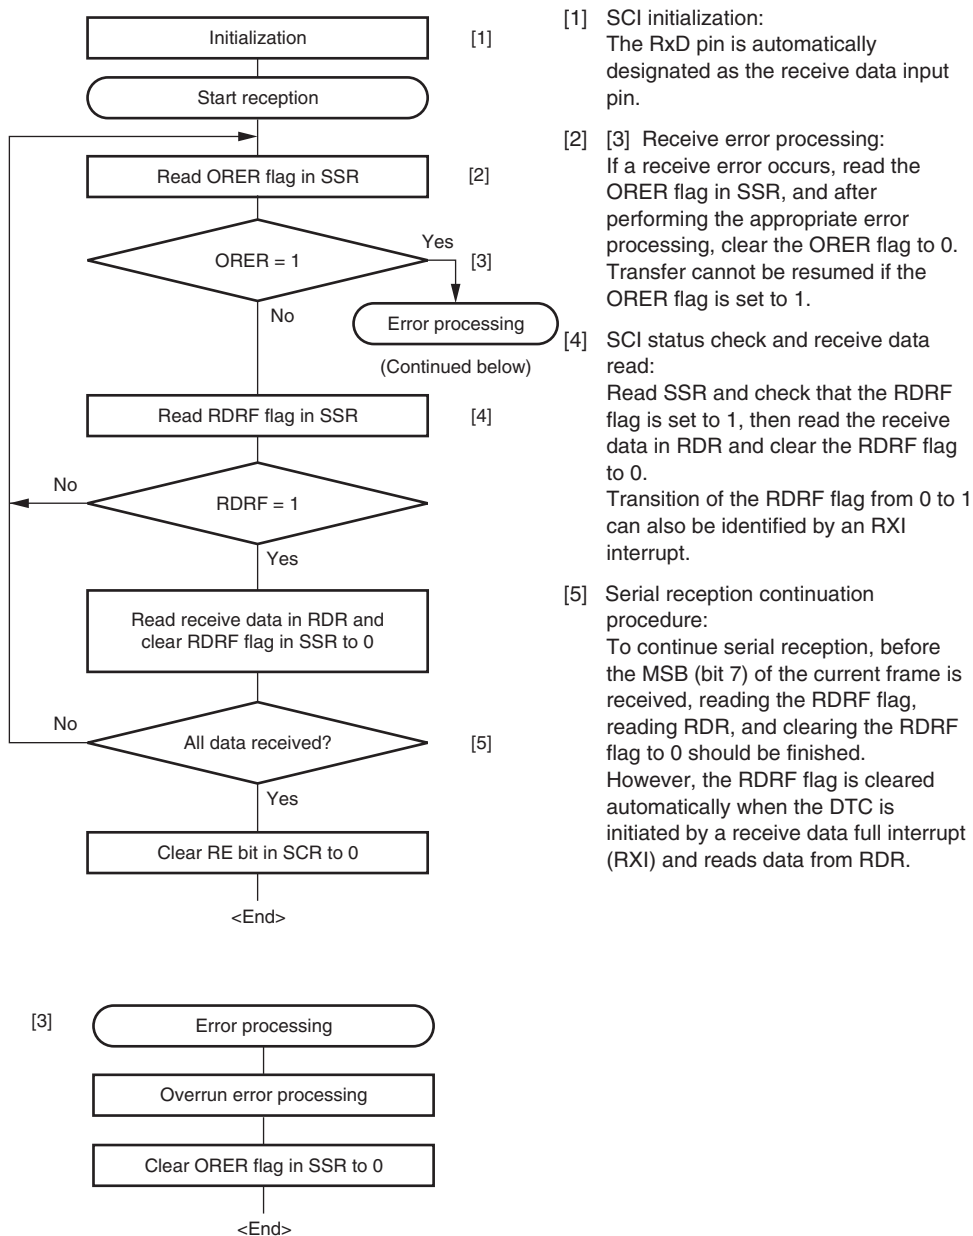 Initialization
[1]
Start reception
Read ORER flag in SSR
[2]
ORER = 1
Yes
[3]
No
Error processing
(Continued below)
Read RDRF flag in SSR
[4]
No
RDRF = 1
Yes
Read receive data in RDR and
clear RDRF flag in SSR to 0
No
All data received?
[5]
Yes
Clear RE bit in SCR to 0
<End>
[3]
Error processing
Overrun error processing
Clear ORER flag in SSR to 0
<End>
[1] SCI initialization:
The RxD pin is automatically
designated as the receive data input
pin.
[2] [3] Receive error processing:
If a receive error occurs, read the
ORER flag in SSR, and after
performing the appropriate error
processing, clear the ORER flag to 0.
Transfer cannot be resumed if the
ORER flag is set to 1.
[4] SCI status check and receive data
read:
Read SSR and check that the RDRF
flag is set to 1, then read the receive
data in RDR and clear the RDRF flag
to 0.
Transition of the RDRF flag from 0 to 1
can also be identified by an RXI
interrupt.
[5] Serial reception continuation
procedure:
To continue serial reception, before
the MSB (bit 7) of the current frame is
received, reading the RDRF flag,
reading RDR, and clearing the RDRF
flag to 0 should be finished.
However, the RDRF flag is cleared
automatically when the DTC is
initiated by a receive data full interrupt
(RXI) and reads data from RDR.